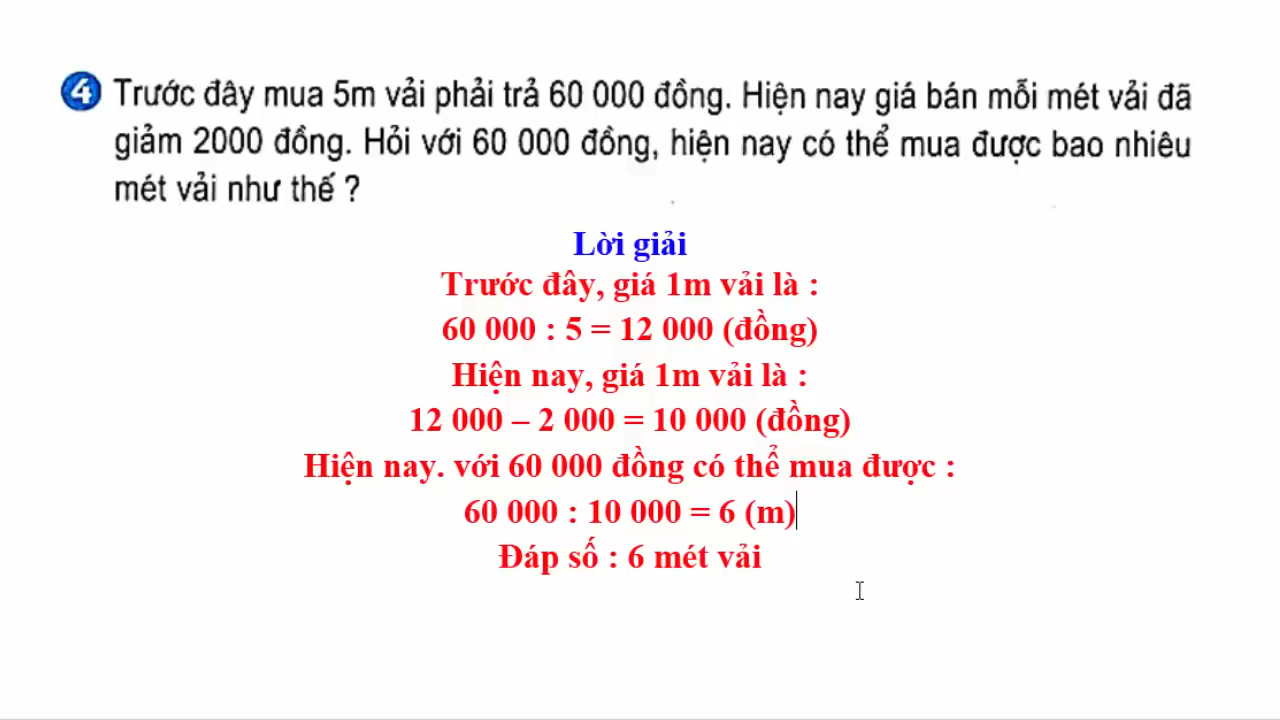 4 Trước đây mua 5m vải phải trả 60 000 đồng. Hiện nay giá bán mỗi mét vải đã
giảm 2000 đồng. Hỏi với 60 000 đồng, hiện nay có thể mua được bao nhiêu
mét vải như thế ?
Lời giải
Trước đây, giá 1m vải là :
60 000 : 5 = 12 000 (đồng)
Hiện nay, giá 1m vải là :
12 000 – 2 000 = 10 000 (đồng)
Hiện nay. với 60 000 đồng có thể mua được :
60 000 : 10 000 = 6 (m)
Đáp số : 6 mét vải